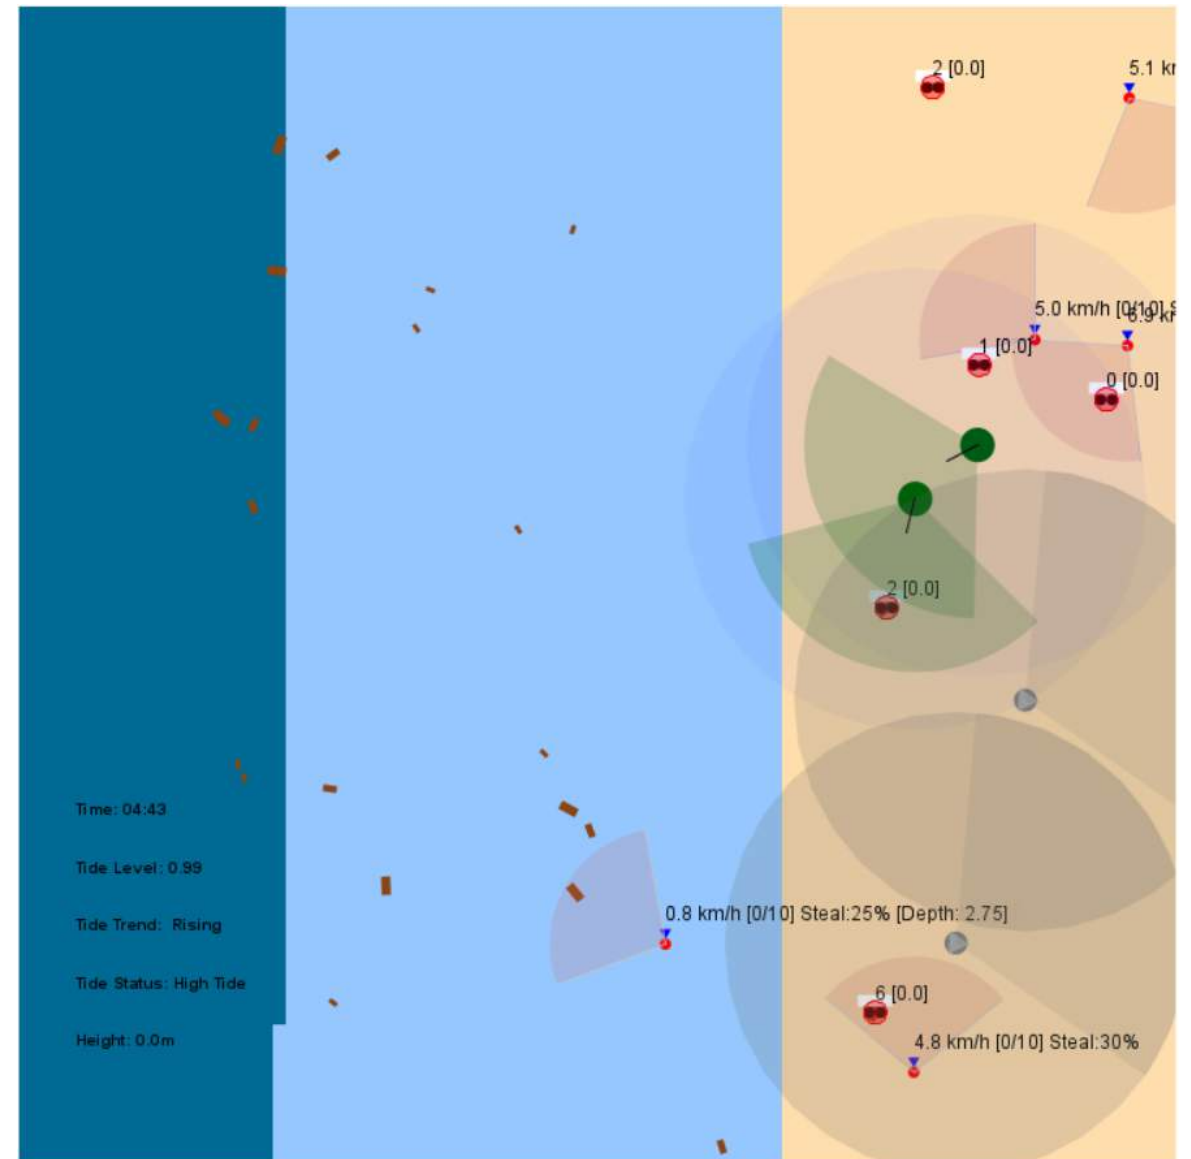 2 [0.0]
5.1 km
5.0 km/h [0/10] S
6.9 km
1 [0.0]
0 [0.0]
2 [0.0]
Time: 04:43
Tide Level: 0.99
0.8 km/h [0/10] Steal:25% [Depth: 2.75]
Tide Trend: Rising
Tide Status: High Tide
6 [0.0]
Height: 0.0m
4.8 km/h [0/10] Steal:30%